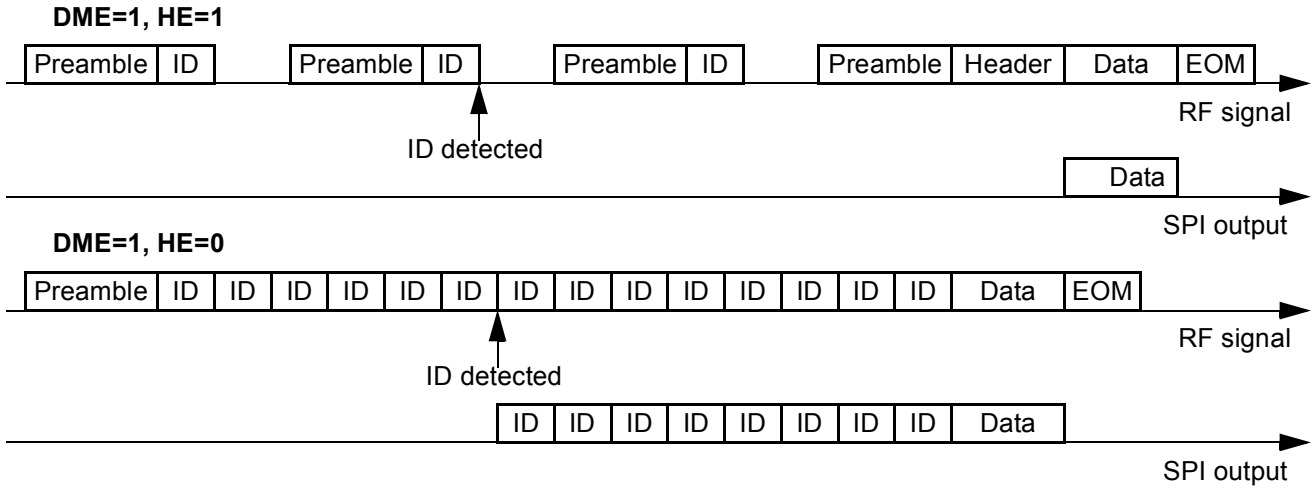 DME=1, HE=1
Preamble ID Preamble ID Preamble ID Preamble Header Data EOM
RF signal
ID detected
Data
SPI output
DME=1, HE=0
Preamble ID ID ID ID ID ID ID ID ID ID ID ID ID ID Data EOM
RF signal
ID detected
ID ID ID ID ID ID ID ID Data
SPI output